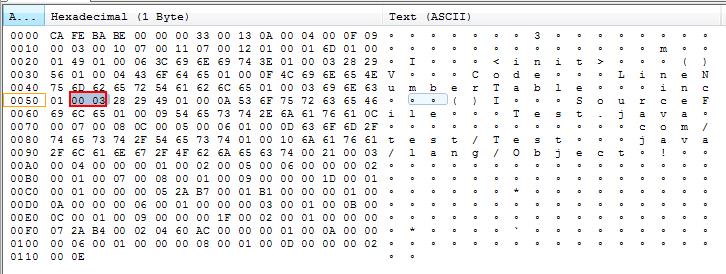 A... Hexadecimal (1 Byte) Text (ASCII)
0000 CA FE BA BE 00 00 00 33 00 13 0A 00 04 00 0F 09 ∘ ∘ ∘ ∘ ∘ ∘ ∘ 3 ∘ ∘ ∘ ∘ ∘ ∘ ∘ ∘
0010 00 03 00 10 07 00 11 07 00 12 01 00 01 6D 01 00 ∘ ∘ ∘ ∘ ∘ ∘ ∘ ∘ ∘ ∘ ∘ ∘ ∘ m ∘ ∘
0020 01 49 01 00 06 3C 69 6E 69 74 3E 01 00 03 28 29 ∘ I ∘ ∘ ∘ < i n i t > ∘ ∘ ∘ ( )
0030 56 01 00 04 43 6F 64 65 01 00 0F 4C 69 6E 65 4E V ∘ ∘ ∘ C o d e ∘ ∘ ∘ L i n e N
0040 75 6D 62 65 72 54 61 62 6C 65 01 00 03 69 6E 63 u m b e r T a b l e ∘ ∘ ∘ i n c
0050 01 00 03 28 29 49 01 00 0A 53 6F 75 72 63 65 46 ∘ ∘ ∘ ( ) I ∘ ∘ ∘ S o u r c e F
0060 69 6C 65 01 00 09 54 65 73 74 2E 6A 61 76 61 0C i l e ∘ ∘ ∘ T e s t . j a v a ∘
0070 00 07 00 08 0C 00 05 00 06 01 00 0D 63 6F 6D 2F ∘ ∘ ∘ ∘ ∘ ∘ ∘ ∘ ∘ ∘ ∘ ∘ c o m /
0080 74 65 73 74 2F 54 65 73 74 01 00 10 6A 61 76 61 t e s t / T e s t ∘ ∘ ∘ j a v a
0090 2F 6C 61 6E 67 2F 4F 62 6A 65 63 74 00 21 00 03 / l a n g / O b j e c t ∘ ! ∘ ∘
00A0 00 04 00 00 00 01 00 02 00 05 00 06 00 00 00 02 ∘ ∘ ∘ ∘ ∘ ∘ ∘ ∘ ∘ ∘ ∘ ∘ ∘ ∘ ∘ ∘
00B0 00 01 00 07 00 08 00 01 00 09 00 00 00 1D 00 01 ∘ ∘ ∘ ∘ ∘ ∘ ∘ ∘ ∘ ∘ ∘ ∘ ∘ ∘ ∘ ∘
00C0 00 01 00 00 00 05 2A B7 00 01 B1 00 00 00 01 00 ∘ ∘ ∘ ∘ ∘ ∘ * ∘ ∘ ∘ ∘ ∘ ∘ ∘ ∘ ∘
00D0 0A 00 00 00 06 00 01 00 00 00 03 00 01 00 0B 00 ∘ ∘ ∘ ∘ ∘ ∘ ∘ ∘ ∘ ∘ ∘ ∘ ∘ ∘ ∘ ∘
00E0 0C 00 01 00 09 00 00 00 1F 00 02 00 01 00 00 00 ∘ ∘ ∘ ∘ ∘ ∘ ∘ ∘ ∘ ∘ ∘ ∘ ∘ ∘ ∘ ∘
00F0 07 2A B4 00 02 04 60 AC 00 00 00 01 00 0A 00 00 ∘ * ∘ ∘ ∘ ∘ ` ∘ ∘ ∘ ∘ ∘ ∘ ∘ ∘ ∘
0100 00 06 00 01 00 00 00 08 00 01 00 0D 00 00 00 02 ∘ ∘ ∘ ∘ ∘ ∘ ∘ ∘ ∘ ∘ ∘ ∘ ∘ ∘ ∘ ∘
0110 00 0E ∘ ∘